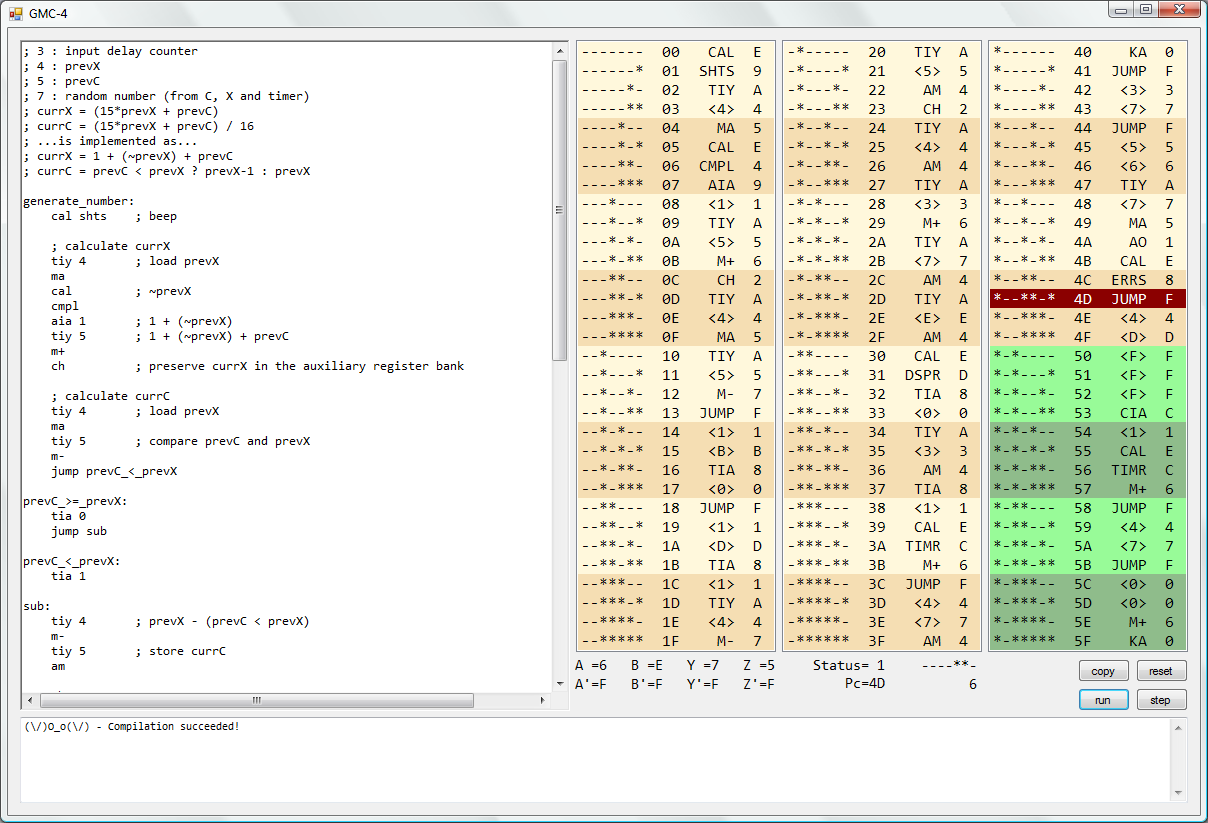 GMC-4
; 3 : input delay counter
; 4 : prevX
; 5 : prevC
; 7 : random number (from C, X and timer)
; currX = (15*prevX + prevC)
; currC = (15*prevX + prevC) / 16
; ...is implemented as...
; currX = 1 + (~prevX) + prevC
; currC = prevC < prevX ? prevX-1 : prevX
generate_number:
cal shts ; beep
; calculate currX
tiy 4 ; load prevX
ma
cal ; ~prevX
cmpl
aia 1 ; 1 + (~prevX)
tiy 5 ; 1 + (~prevX) + prevC
m+
ch ; preserve currX in the auxiliary register bank
; calculate currC
tiy 4 ; load prevX
ma
tiy 5 ; compare prevC and prevX
m-
jump prevC_<_prevX
prevC_>=_prevX:
tia 0
jump sub
prevC_<_prevX:
tia 1
sub:
tiy 4 ; prevX - (prevC < prevX)
m-
tiy 5 ; store currC
am
------- 00 CAL E
------* 01 SHTS 9
-----*- 02 TIY A
-----** 03 <4> 4
----*-- 04 MA 5
----*-* 05 CAL E
----**- 06 CMPL 4
----*** 07 AIA 9
---*--- 08 <1> 1
---*--* 09 TIY A
---*-*- 0A <5> 5
---*-** 0B M+ 6
---**-- 0C CH 2
---**-* 0D TIY A
---***- 0E <4> 4
---**** 0F MA 5
--*---- 10 TIY A
--*---* 11 <5> 5
--*--*- 12 M- 7
--*--** 13 JUMP F
--*-*-- 14 <1> 1
--*-*-* 15 <B> B
--*-**- 16 TIA 8
--*-*** 17 <0> 0
--**--- 18 JUMP F
--**--* 19 <1> 1
--**-*- 1A <D> D
--**-** 1B TIA 8
--***-- 1C <1> 1
--***-* 1D TIY A
--****- 1E <4> 4
--***** 1F M- 7
-*----- 20 TIY A
-*----* 21 <5> 5
-*---*- 22 AM 4
-*---** 23 CH 2
-*--*-- 24 TIY A
-*--*-* 25 <4> 4
-*--**- 26 AM 4
-*--*** 27 TIY A
-*-*--- 28 <3> 3
-*-*--* 29 M+ 6
-*-*-*- 2A TIY A
-*-*-** 2B <7> 7
-*-**-- 2C AM 4
-*-**-* 2D TIY A
-*-***- 2E <E> E
-*-**** 2F AM 4
-**---- 30 CAL E
-**---* 31 DSPR D
-**--*- 32 TIA 8
-**--** 33 <0> 0
-**-*-- 34 TIY A
-**-*-* 35 <3> 3
-**-**- 36 AM 4
-**-*** 37 TIA 8
-***--- 38 <1> 1
-***--* 39 CAL E
-***-*- 3A TIMR C
-***-** 3B M+ 6
-****-- 3C JUMP F
-****-* 3D <4> 4
-*****- 3E <7> 7
-****** 3F AM 4
*------ 40 KA 0
*-----* 41 JUMP F
*----*- 42 <3> 3
*----** 43 <7> 7
*---*-- 44 JUMP F
*---*-* 45 <5> 5
*---**- 46 <6> 6
*---*** 47 TIY A
*--*--- 48 <7> 7
*--*--* 49 MA 5
*--*-*- 4A AO 1
*--*-** 4B CAL E
*--**-- 4C ERRS 8
*--**-* 4D JUMP F
*--***- 4E <4> 4
*--**** 4F <D> D
*-*---- 50 <F> F
*-*---* 51 <F> F
*-*--*- 52 <F> F
*-*--** 53 CIA C
*-*-*-- 54 <1> 1
*-*-*-* 55 CAL E
*-*-**- 56 TIMR C
*-*-*** 57 M+ 6
*-**--- 58 JUMP F
*-**--* 59 <4> 4
*-**-*- 5A <7> 7
*-**-** 5B JUMP F
*-***-- 5C <0> 0
*-***-* 5D <0> 0
*-****- 5E M+ 6
*-***** 5F KA 0
A =6 B =E Y =7 Z =5 Status= 1 ----**-
A'=F B'=F Y'=F Z'=F Pc=4D 6
copy reset
run step
(\/)O_o(\/) - Compilation succeeded!